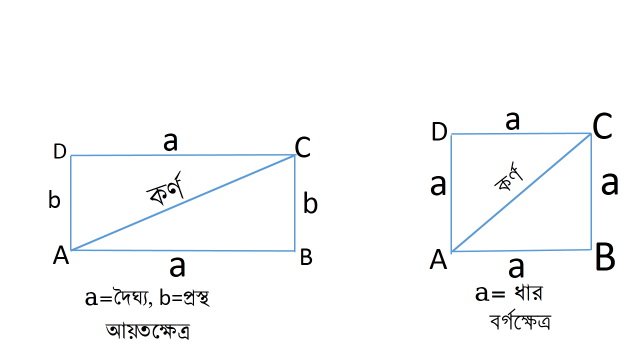 D a C
b কর্ণ b
A a B
a=দৈঘ্য, b=প্রস্থ
আয়তক্ষেত্র
D a C
a কর্ণ a
A a B
a= ধার
বর্গক্ষেত্র